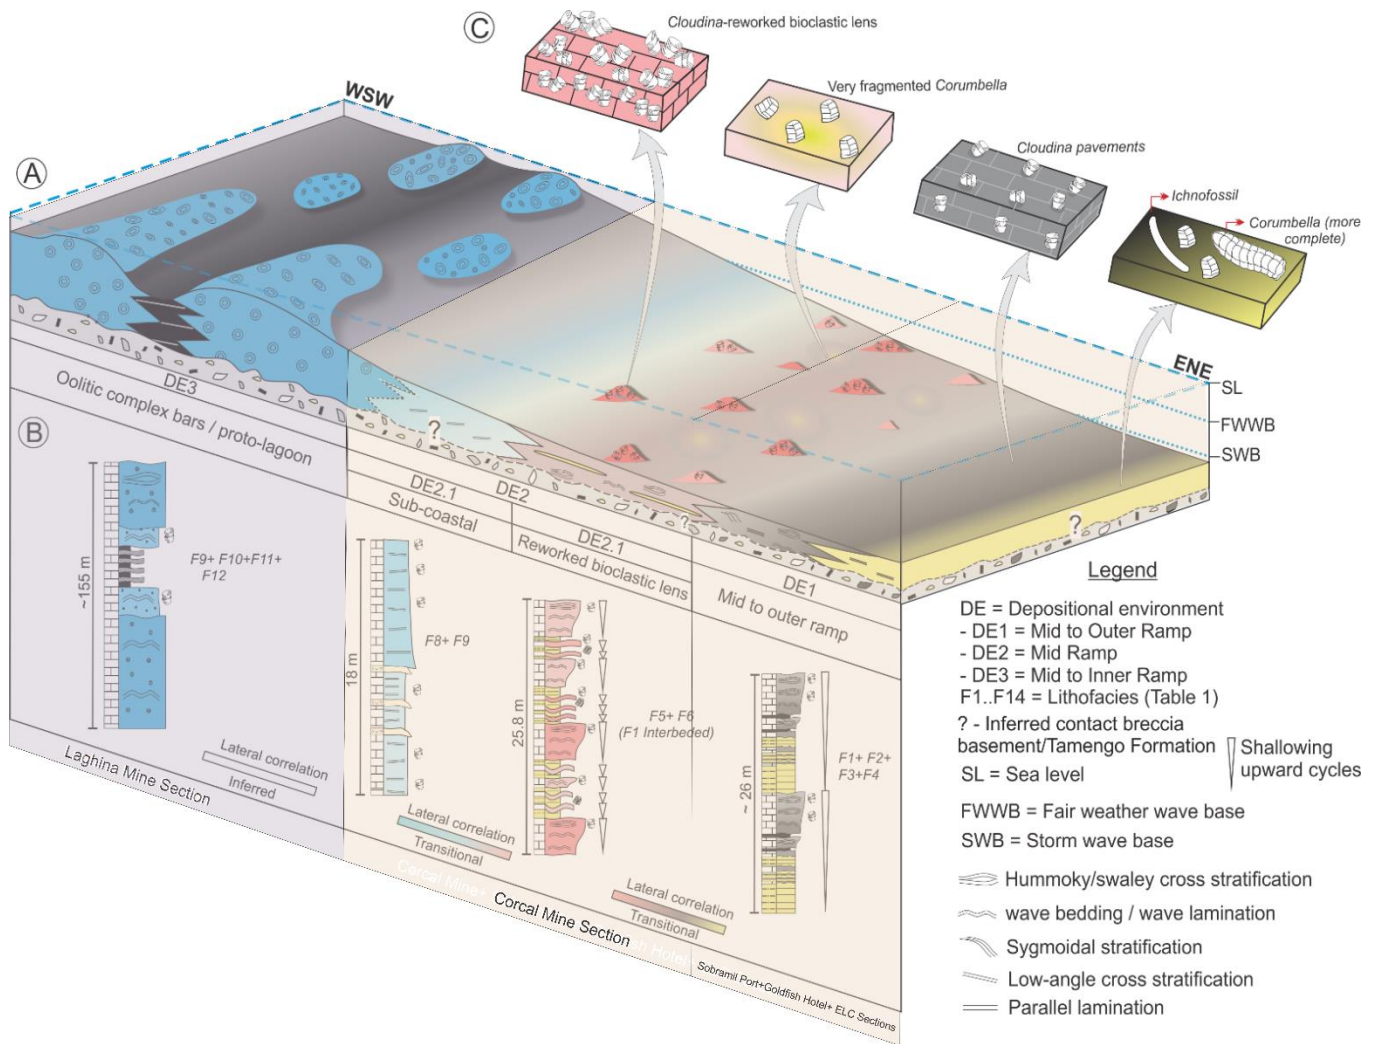 C
Cloudina-reworked bioclastic lens
Very fragmented Corumbella
Cloudina pavements
Ichnofossil
Corumbella (more
complete)
WSW
A
ENE
SL
FWWB
SWB
?
?
?
DE3
Oolitic complex bars / proto-lagoon
B
DE2.1
DE2
Sub-coastal
DE2.1
Reworked bioclastic lens
DE1
Mid to outer ramp
~155 m
F9+ F10+F11+
F12
18 m
F8+ F9
25.8 m
F5+ F6
(F1 Interbeded)
~ 26 m
F1+ F2+
F3+F4
Lateral correlation
Inferred
Lateral correlation
Transitional
Lateral correlation
Transitional
Laghina Mine Section
Corcal Mine+
Corcal Mine Section
Sobramil Port+Goldfish Hotel+ ELC Sections
Legend
DE = Depositional environment
- DE1 = Mid to Outer Ramp
- DE2 = Mid Ramp
- DE3 = Mid to Inner Ramp
F1..F14 = Lithofacies (Table 1)
? - Inferred contact breccia
basement/Tamengo Formation
Shallowing
upward cycles
SL = Sea level
FWWB = Fair weather wave base
SWB = Storm wave base
Hummoky/swaley cross stratification
wave bedding / wave lamination
Sygmoidal stratification
Low-angle cross stratification
Parallel lamination